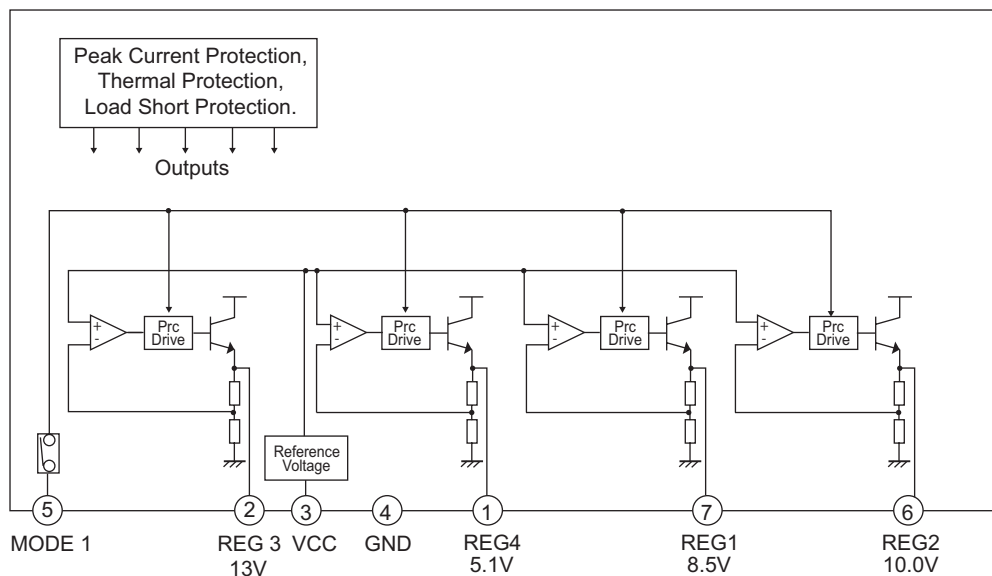 Peak Current Protection,
Thermal Protection,
Load Short Protection.
Outputs
+
-
Prc
Drive
+
-
Prc
Drive
+
-
Prc
Drive
+
-
Prc
Drive
Reference
Voltage
5 2 3 4 1 7 6
MODE 1 REG 3 VCC GND REG4 REG1 REG2
13V 5.1V 8.5V 10.0V